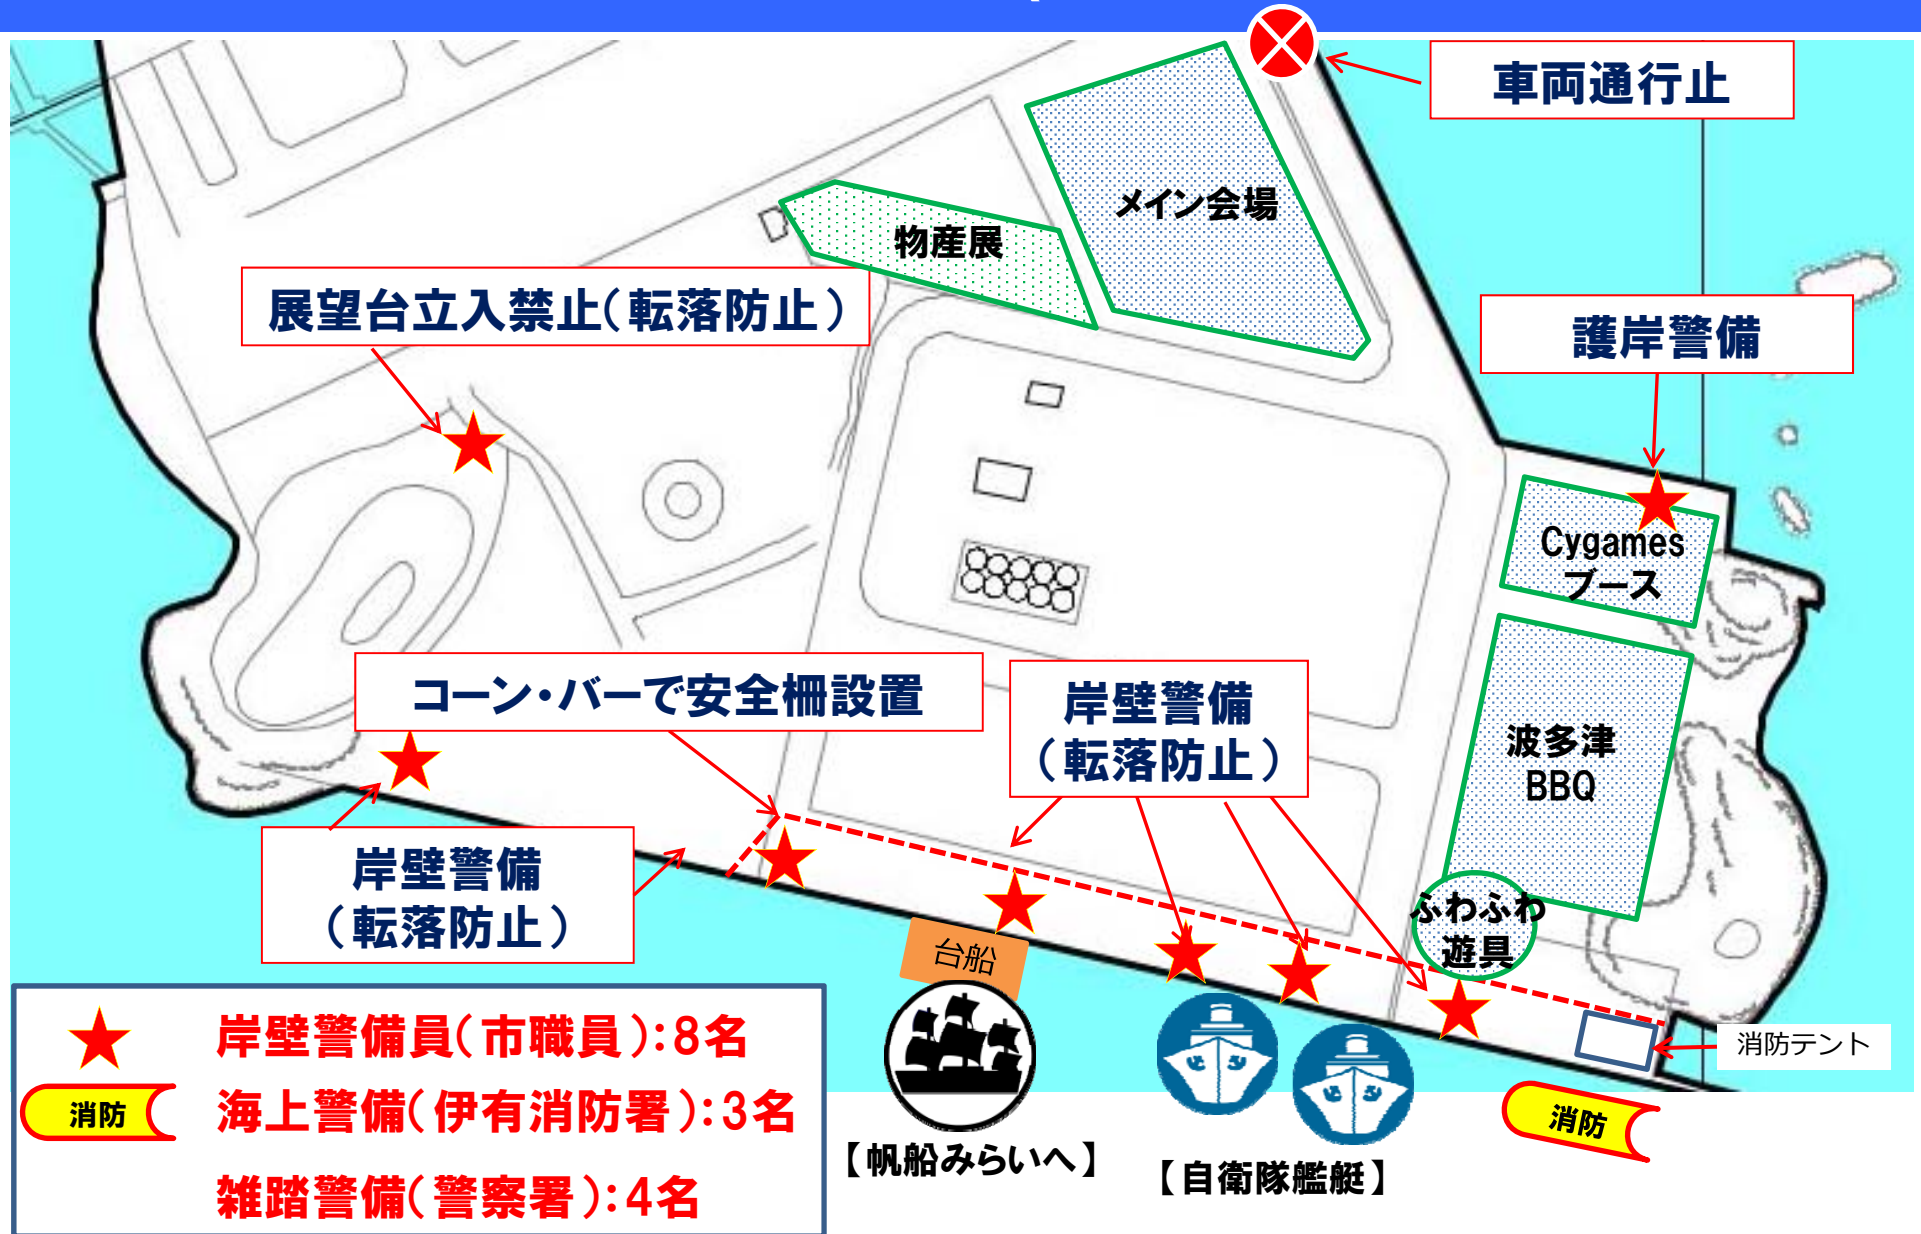 車両通行止
メイン会場
物産展
展望台立入禁止(転落防止)
護岸警備
Cygames
ブース
コーン・バーで安全柵設置
岸壁警備
(転落防止)
波多津
BBQ
岸壁警備
(転落防止)
ふわふわ
遊具
台船
消防テント
岸壁警備員(市職員):8名
消防
海上警備(伊有消防署):3名
雑踏警備(警察署):4名
【帆船みらいへ】
【自衛隊艦艇】
消防